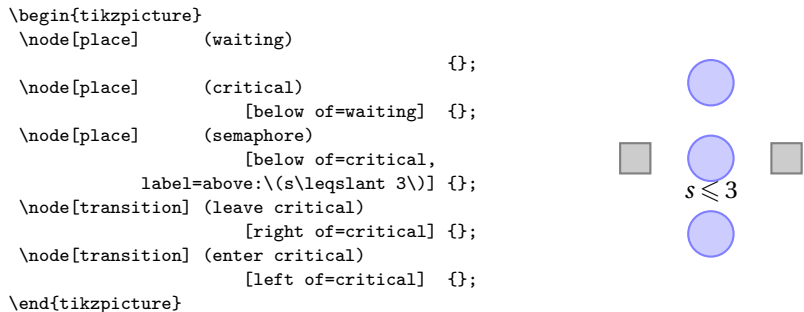 \begin{tikzpicture}
\node[place] (waiting)
{};
\node[place] (critical)
[below of=waiting] {};
\node[place] (semaphore)
[below of=critical,
label=above:\(s\leqslant 3\)] {};
\node[transition] (leave critical)
[right of=critical] {};
\node[transition] (enter critical)
[left of=critical] {};
\end{tikzpicture}
s ⩽ 3